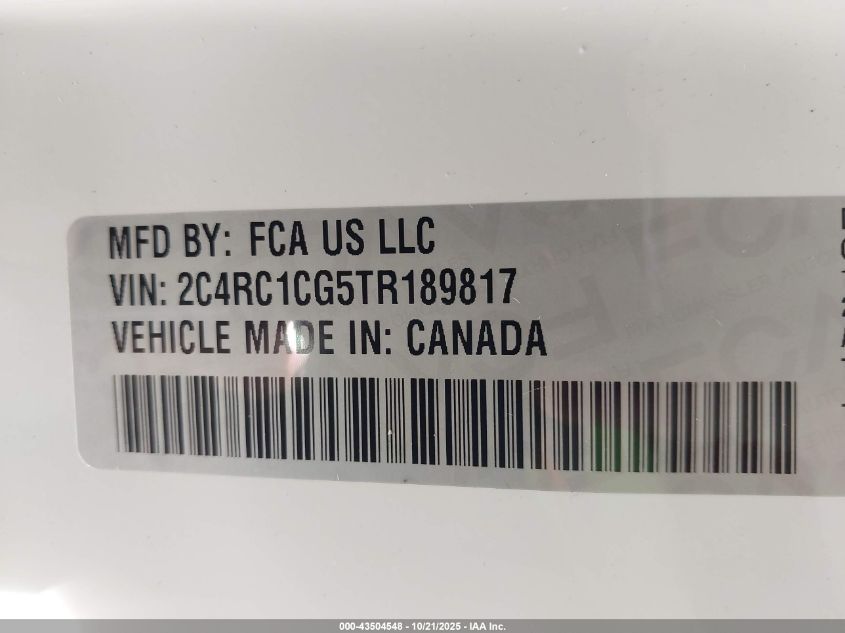 MFD BY: FCA US LLC
VIN: 2C4RC1CG5TR189817
VEHICLE MADE IN: CANADA
000-43504548 - 10/21/2025 - IAA Inc.